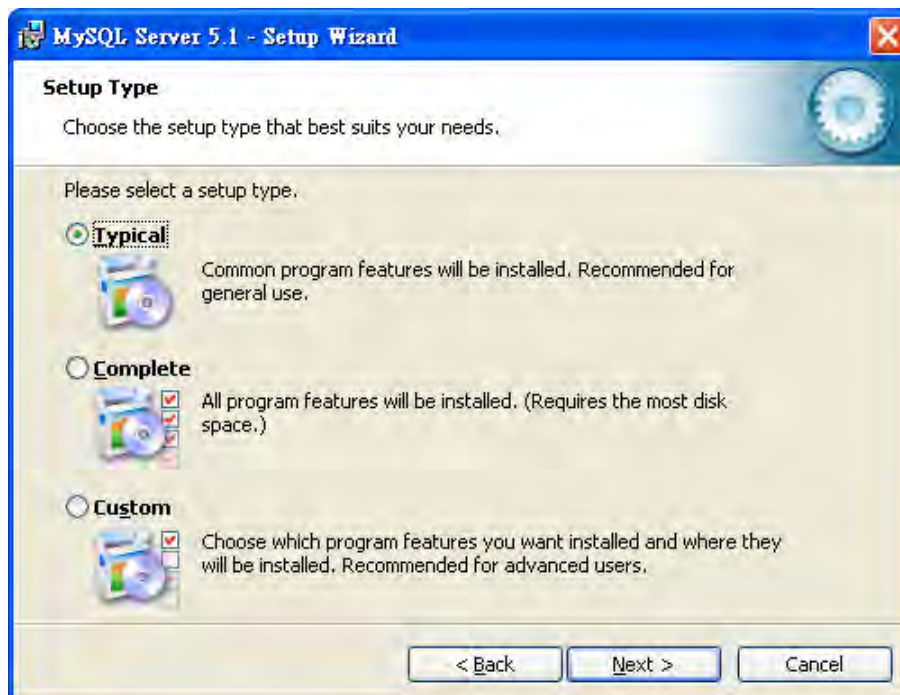 MySQL Server 5.1 - Setup Wizard
Setup Type
Choose the setup type that best suits your needs.
Please select a setup type.
Typical
Common program features will be installed. Recommended for
general use.
Complete
All program features will be installed. (Requires the most disk
space.)
Custom
Choose which program features you want installed and where they
will be installed. Recommended for advanced users.
< Back
Next >
Cancel